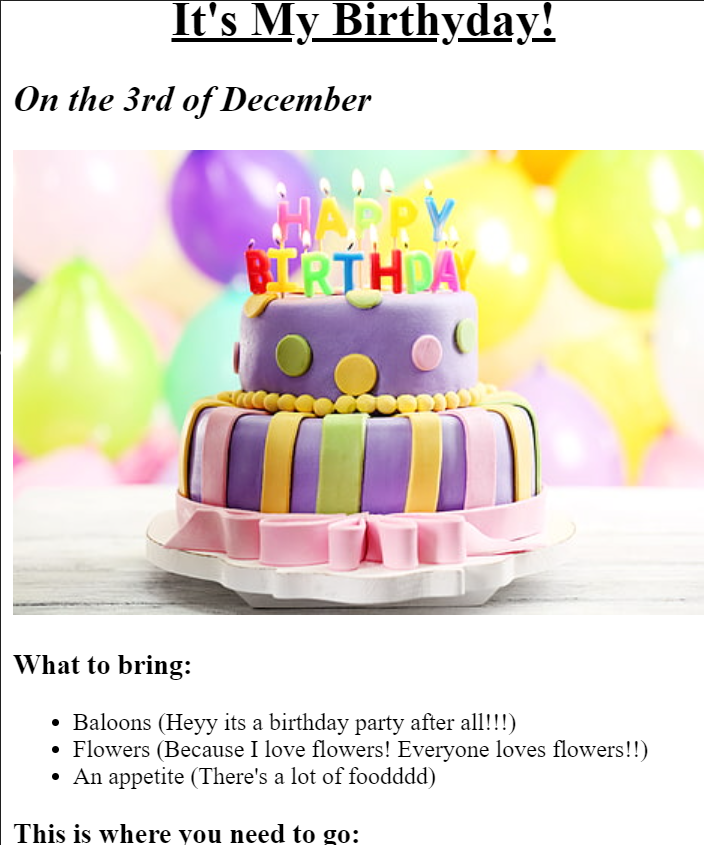 It's My Birthyday!
On the 3rd of December
HAPPY
BIRTHDAY
What to bring:
Baloons (Heyy its a birthday party after all!!!)
Flowers (Because I love flowers! Everyone loves flowers!!)
An appetite (There's a lot of foodddd)
This is where you need to go: